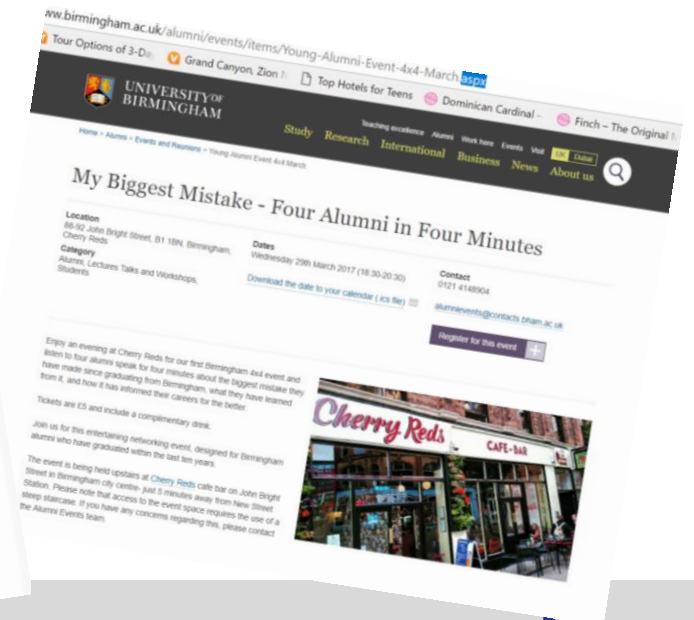 ww.birmingham.ac.uk/alumni/events/items/Young-Alumni-Event-4x4-March.aspx
Tour Options of 3-Da
Grand Canyon, Zion
Top Hotels for Teens
Dominican Cardinal -
Finch – The Original
UNIVERSITY OF
BIRMINGHAM
Teaching excellence Alumni Work here Events Visit UK Dubai
Study Research International Business News About us
Home > Alumni > Events and Reunions > Young Alumni Event 4x4 March
My Biggest Mistake - Four Alumni in Four Minutes
Location
88-92 John Bright Street, B1 1BN, Birmingham,
Cherry Reds
Category
Alumni, Lectures Talks and Workshops,
Students
Dates
Wednesday 29th March 2017 (18:30-20:30)
Download the date to your calendar (.ics file)
Contact
0121 4148904
alumnievents@contacts.bham.ac.uk
Register for this event
Enjoy an evening at Cherry Reds for our first Birmingham 4x4 event and
listen to four alumni speak for four minutes about the biggest mistake they
have made since graduating from Birmingham, what they have learned
from it, and how it has informed their careers for the better.
Tickets are £5 and include a complimentary drink.
Join us for this entertaining networking event, designed for Birmingham
alumni who have graduated within the last ten years.
The event is being held upstairs at Cherry Reds cafe bar on John Bright
Street in Birmingham city centre- just 5 minutes away from New Street
Station. Please note that access to the event space requires the use of a
steep staircase. If you have any concerns regarding this, please contact
the Alumni Events team.
Cherry Reds
CAFE-BAR